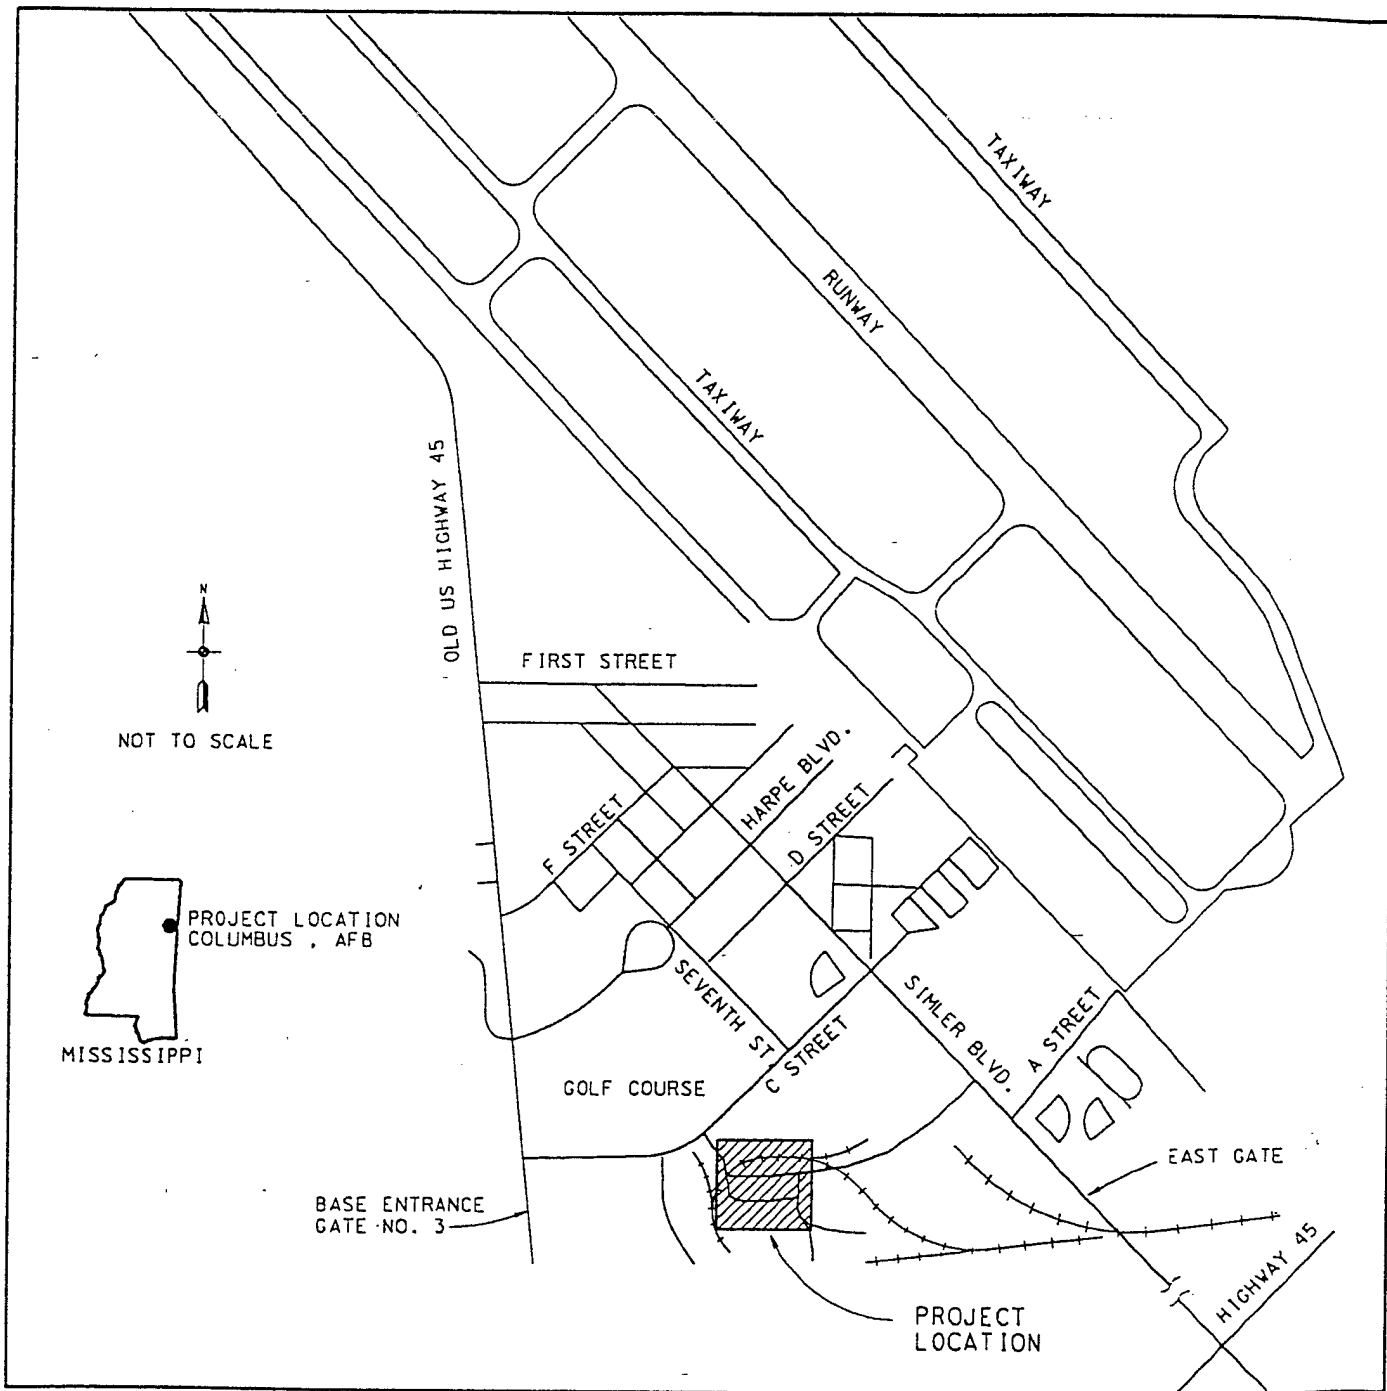 TAXIWAY
RUNWAY
TAXIWAY
OLD US HIGHWAY 45
N
NOT TO SCALE
FIRST STREET
HARPE BLVD.
D STREET
F STREET
PROJECT LOCATION
COLUMBUS , AFB
MISSISSIPPI
SEVENTH ST.
C STREET
SIMLER BLVD.
A STREET
GOLF COURSE
EAST GATE
BASE ENTRANCE
GATE NO. 3
HIGHWAY 45
PROJECT
LOCATION